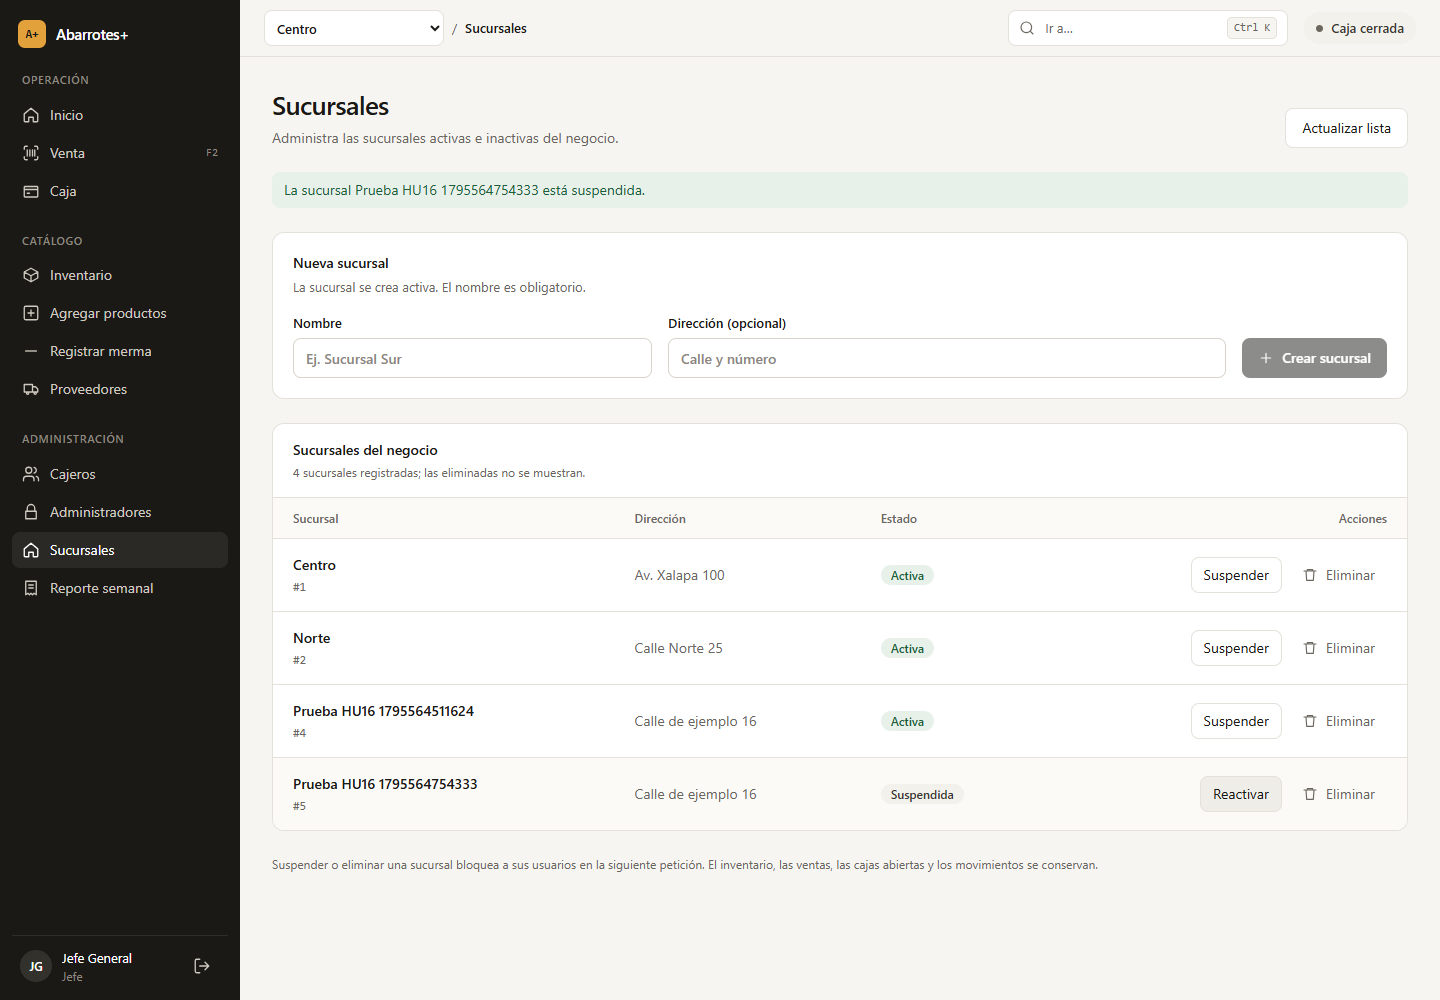 A+ Abarrotes+
OPERACIÓN
Inicio
Venta F2
Caja
CATÁLOGO
Inventario
Agregar productos
Registrar merma
Proveedores
ADMINISTRACIÓN
Cajeros
Administradores
Sucursales
Reporte semanal
JG Jefe General
Jefe
Centro / Sucursales Ir a... Ctrl K Caja cerrada
Sucursales
Administra las sucursales activas e inactivas del negocio.
Actualizar lista
La sucursal Prueba HU16 1795564754333 está suspendida.
Nueva sucursal
La sucursal se crea activa. El nombre es obligatorio.
Nombre Dirección (opcional)
Ej. Sucursal Sur Calle y número Crear sucursal
Sucursales del negocio
4 sucursales registradas; las eliminadas no se muestran.
Sucursal Dirección Estado Acciones
Centro
#1
Av. Xalapa 100 Activa Suspender Eliminar
Norte
#2
Calle Norte 25 Activa Suspender Eliminar
Prueba HU16 1795564511624
#4
Calle de ejemplo 16 Activa Suspender Eliminar
Prueba HU16 1795564754333
#5
Calle de ejemplo 16 Suspendida Reactivar Eliminar
Suspender o eliminar una sucursal bloquea a sus usuarios en la siguiente petición. El inventario, las ventas, las cajas abiertas y los movimientos se conservan.